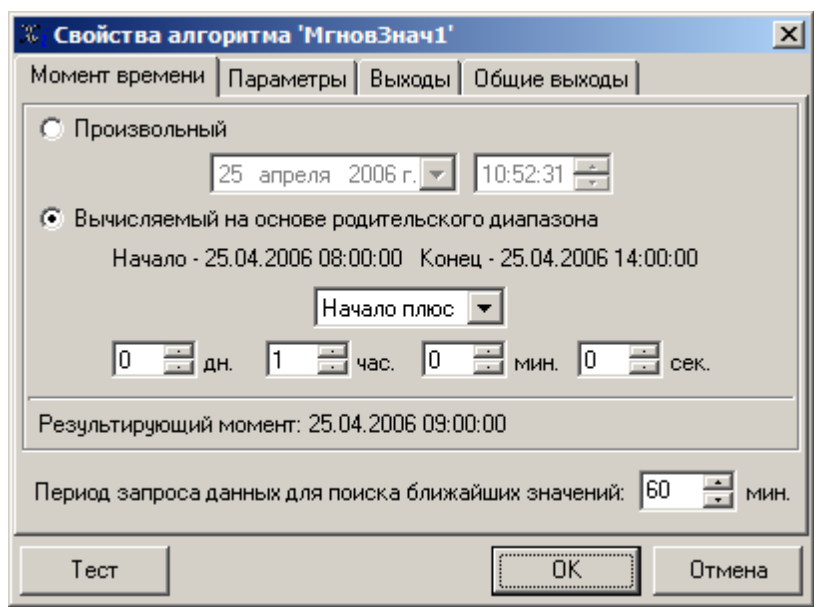 Свойства алгоритма 'МгновЗнач1'
Момент времени Параметры Выходы Общие выходы
Произвольный
25 апреля 2006 г. 10:52:31
Вычисляемый на основе родительского диапазона
Начало - 25.04.2006 08:00:00 Конец - 25.04.2006 14:00:00
Начало плюс
0 дн. 1 час. 0 мин. 0 сек.
Результирующий момент: 25.04.2006 09:00:00
Период запроса данных для поиска ближайших значений: 60 мин.
Тест OK Отмена